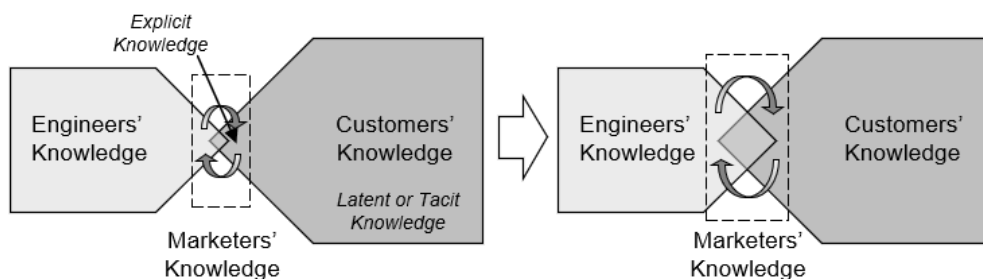 Explicit
Knowledge
Engineers'
Knowledge
Customers'
Knowledge
Latent or Tacit
Knowledge
Marketers'
Knowledge
Engineers'
Knowledge
Customers'
Knowledge
Marketers'
Knowledge